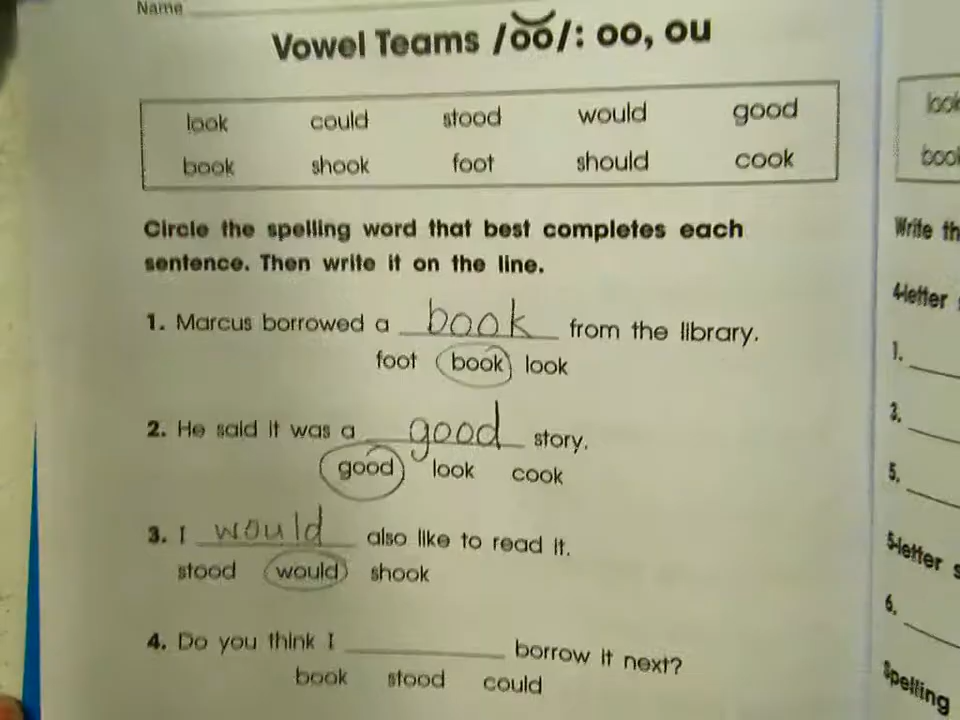 Name
Vowel Teams /o͝o/: oo, ou
look could stood would good
book shook foot should cook
Circle the spelling word that best completes each
sentence. Then write it on the line.
1. Marcus borrowed a book from the library.
foot book look
2. He said it was a good story.
good look cook
3. I would also like to read it.
stood would shook
4. Do you think I ____ borrow it next?
book stood could
look
book
Write th
4-letter s
1.
3.
5.
5-letter s
6.
Spelling